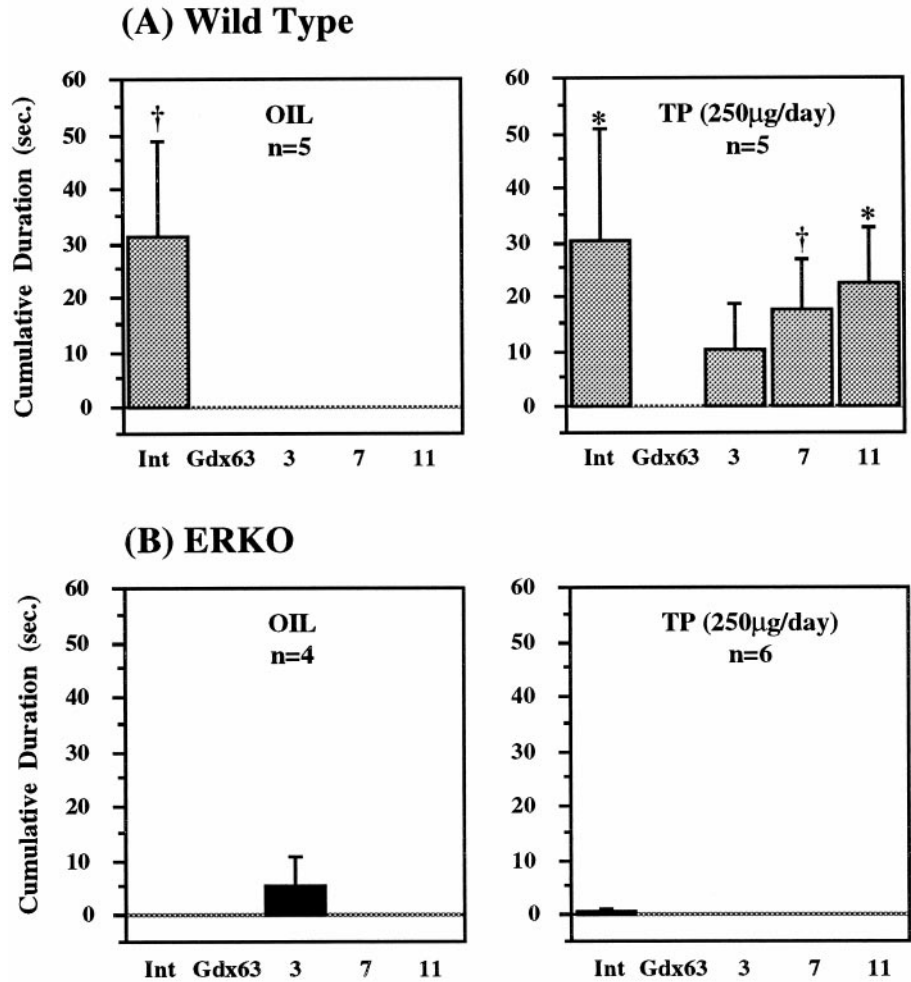 (A) Wild Type
Cumulative Duration (sec.)
60
50
40
30
20
10
0
†
OIL
n=5
Int Gdx63 3 7 11
60
50
40
30
20
10
0
TP (250µg/day)
n=5
*
†
*
Int Gdx63 3 7 11
(B) ERKO
Cumulative Duration (sec.)
60
50
40
30
20
10
0
OIL
n=4
Int Gdx63 3 7 11
60
50
40
30
20
10
0
TP (250µg/day)
n=6
Int Gdx63 3 7 11